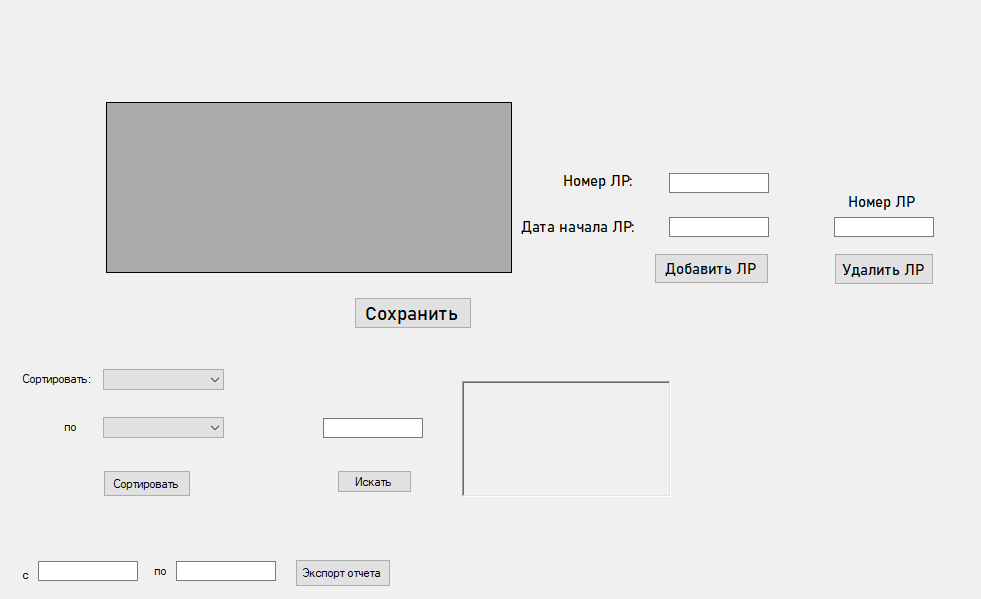 Номер ЛР:
Номер ЛР
Дата начала ЛР:
Добавить ЛР
Удалить ЛР
Сохранить
Сортировать:
по
Сортировать
Искать
с
по
Экспорт отчета